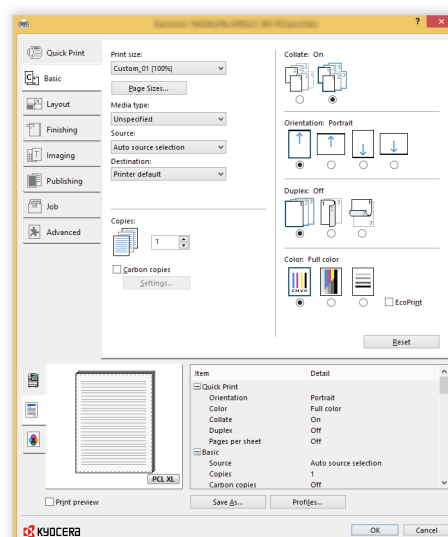 ?
Quick Print
Basic
Layout
Finishing
Imaging
Publishing
Job
Advanced
Print size:
Custom_01 [100%]
Page Sizes...
Media type:
Unspecified
Source:
Auto source selection
Destination:
Printer default
Copies:
1
Carbon copies
Settings...
Collate: On
Orientation: Portrait
Duplex: Off
Color: Full color
CMYK
EcoPrint
Reset
PCL XL
Print preview
Item Detail
Quick Print
Orientation Portrait
Color Full color
Collate On
Duplex Off
Pages per sheet Off
Basic
Source Auto source selection
Copies 1
Carbon copies Off
Save As...
Profiles...
KYOCERA
OK
Cancel